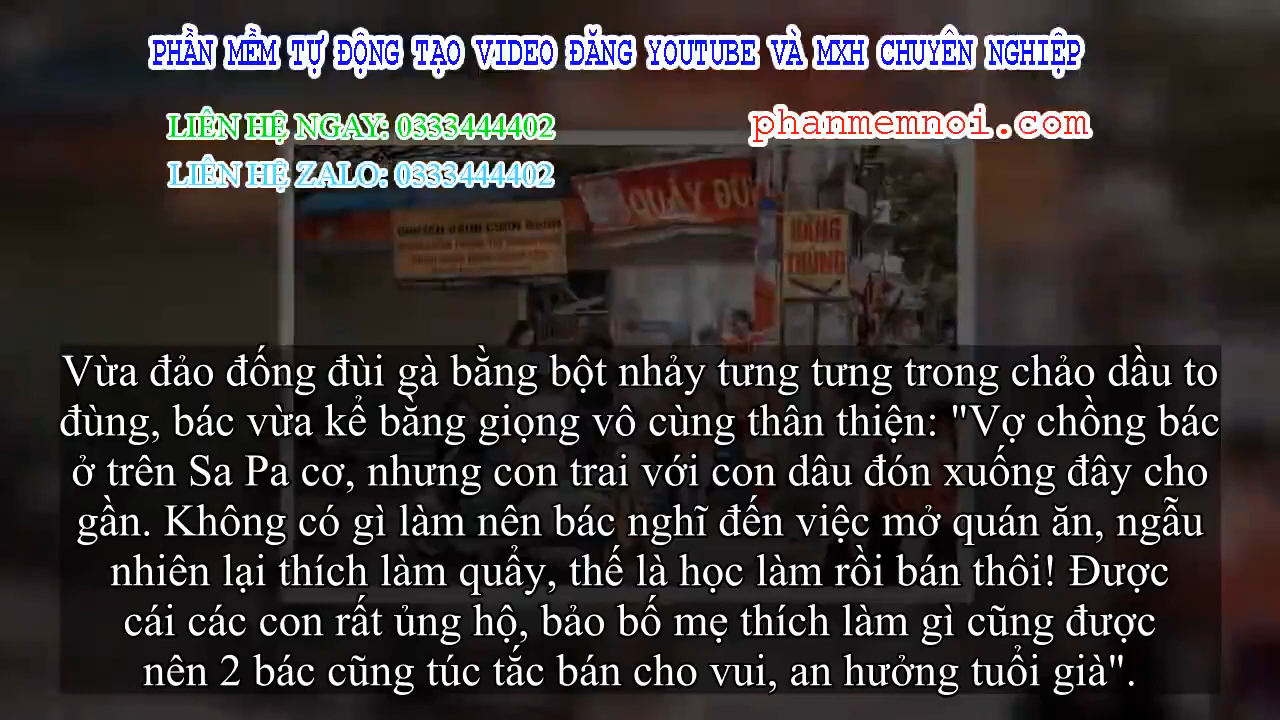 PHẦN MỀM TỰ ĐỘNG TẠO VIDEO ĐĂNG YOUTUBE VÀ MXH CHUYÊN NGHIỆP
LIÊN HỆ NGAY: 0333444402
phanmemnoi.com
LIÊN HỆ ZALO: 0333444402
QUẨY
HÀNG
THÙNG
Vừa đảo đống đùi gà bằng bột nhảy tưng tưng trong chảo dầu to
đùng, bác vừa kể bằng giọng vô cùng thân thiện: "Vợ chồng bác
ở trên Sa Pa cơ, nhưng con trai với con dâu đón xuống đây cho
gần. Không có gì làm nên bác nghĩ đến việc mở quán ăn, ngẫu
nhiên lại thích làm quẩy, thế là học làm rồi bán thôi! Được
cái các con rất ủng hộ, bảo bố mẹ thích làm gì cũng được
nên 2 bác cũng túc tắc bán cho vui, an hưởng tuổi già".